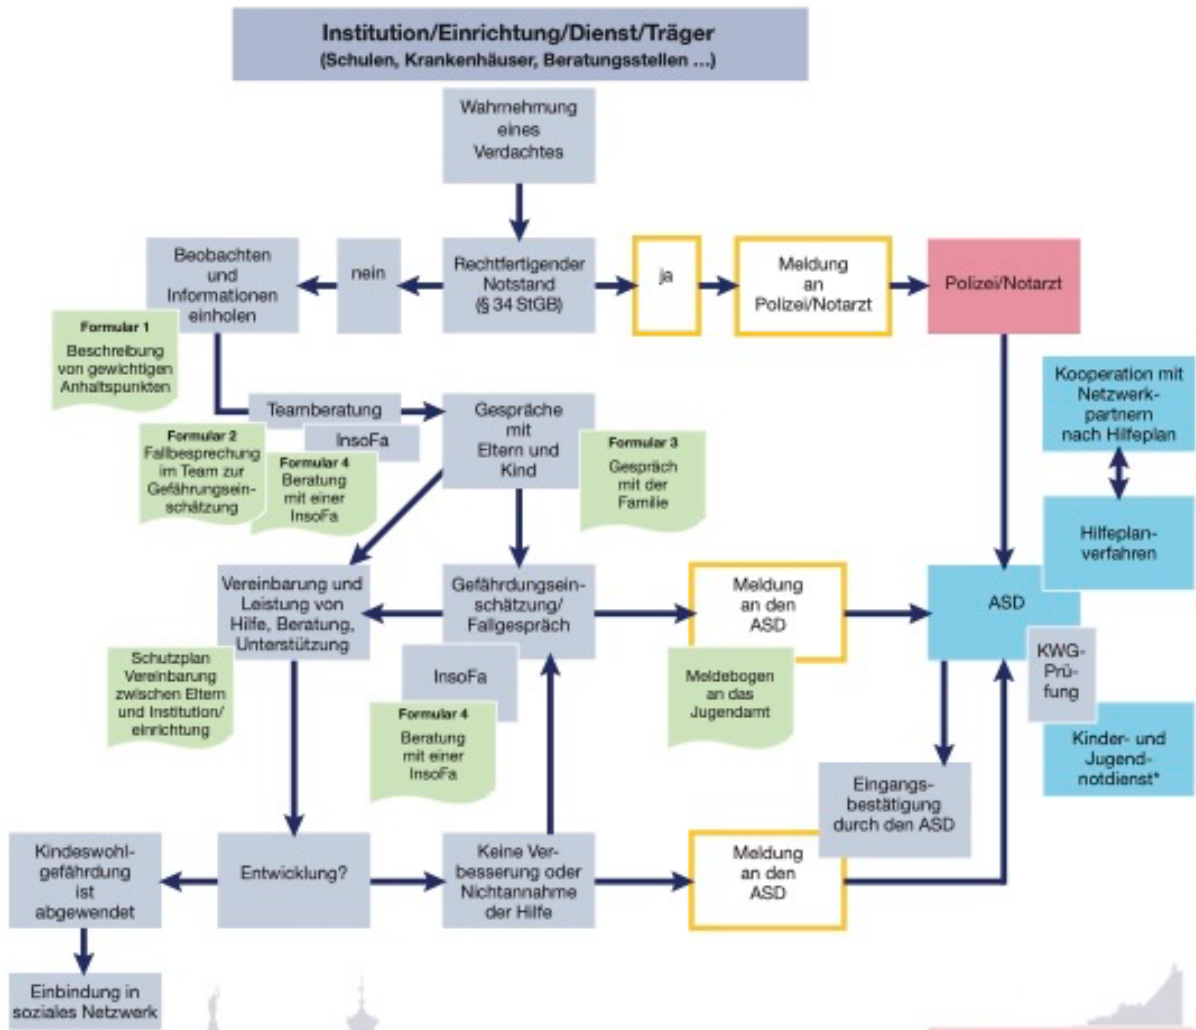 Institution/Einrichtung/Dienst/Träger
(Schulen, Krankenhäuser, Beratungsstellen ...)
Wahrnehmung
eines
Verdachtes
Beobachten
und
Informationen
einholen
nein
Rechtfertigender
Notstand
(§ 34 StGB)
ja
Meldung
an
Polizei/Notarzt
Polizei/Notarzt
Formular 1
Beschreibung
von gewichtigen
Anhaltspunkten
Teamberatung
InsoFa
Formular 2
Fallbesprechung
im Team zur
Gefährungsein-
schätzung
Formular 4
Beratung
mit einer
InsoFa
Gespräche
mit
Eltern und
Kind
Formular 3
Gespräch
mit der
Familie
Kooperation mit
Netzwerk-
partnern
nach Hilfeplan
Hilfeplan-
verfahren
Vereinbarung und
Leistung von
Hilfe, Beratung,
Unterstützung
Gefährdungsein-
schätzung/
Fallgespräch
Meldung
an den
ASD
ASD
Schutzplan
Vereinbarung
zwischen Eltern
und Institution/
einrichtung
InsoFa
Formular 4
Beratung
mit einer
InsoFa
Meldebogen
an das
Jugendamt
KWG-
Prü-
fung
Kinder- und
Jugend-
notdienst*
Eingangs-
bestätigung
durch den ASD
Kindeswohl-
gefährdung
ist
abgewendet
Entwicklung?
Keine Ver-
besserung oder
Nichtannahme
der Hilfe
Meldung
an den
ASD
Einbindung in
soziales Netzwerk